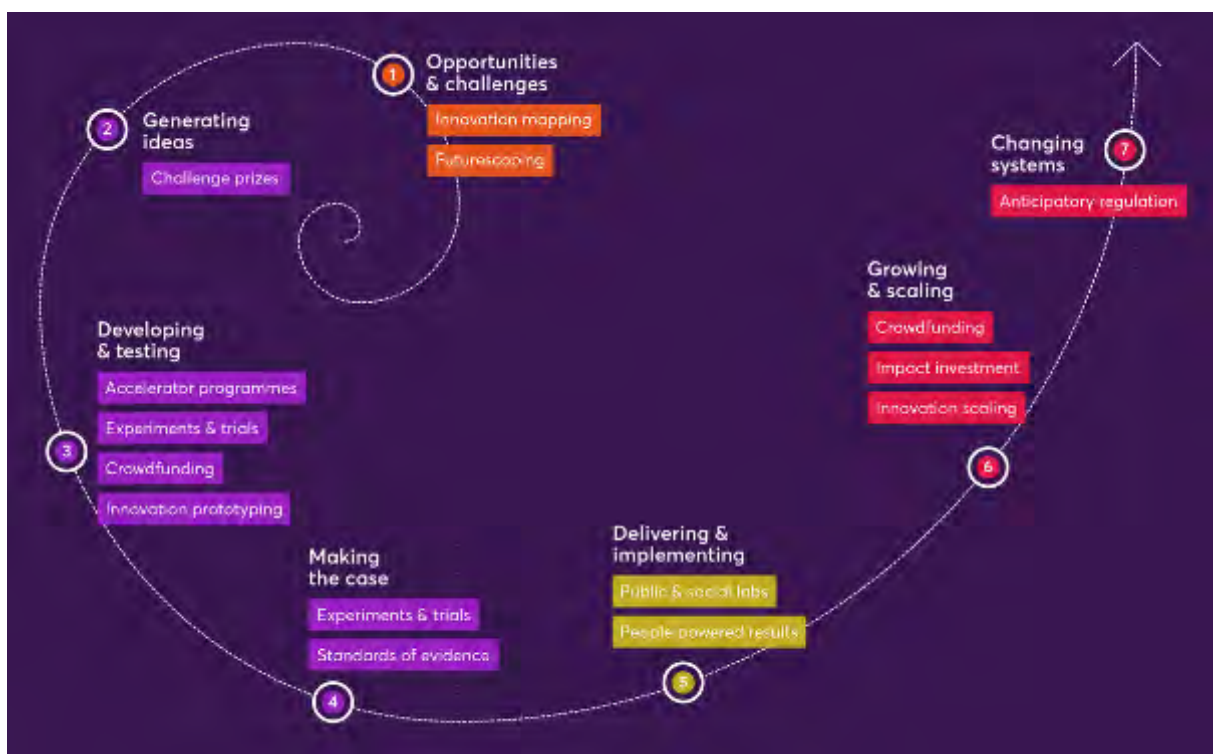 1
Opportunities
& challenges
Innovation mapping
Futurescoping
2
Generating
ideas
Challenge prizes
3
Developing
& testing
Accelerator programmes
Experiments & trials
Crowdfunding
Innovation prototyping
4
Making
the case
Experiments & trials
Standards of evidence
5
Delivering &
implementing
Public & social labs
People powered results
6
Growing
& scaling
Crowdfunding
Impact investment
Innovation scaling
7
Changing
systems
Anticipatory regulation